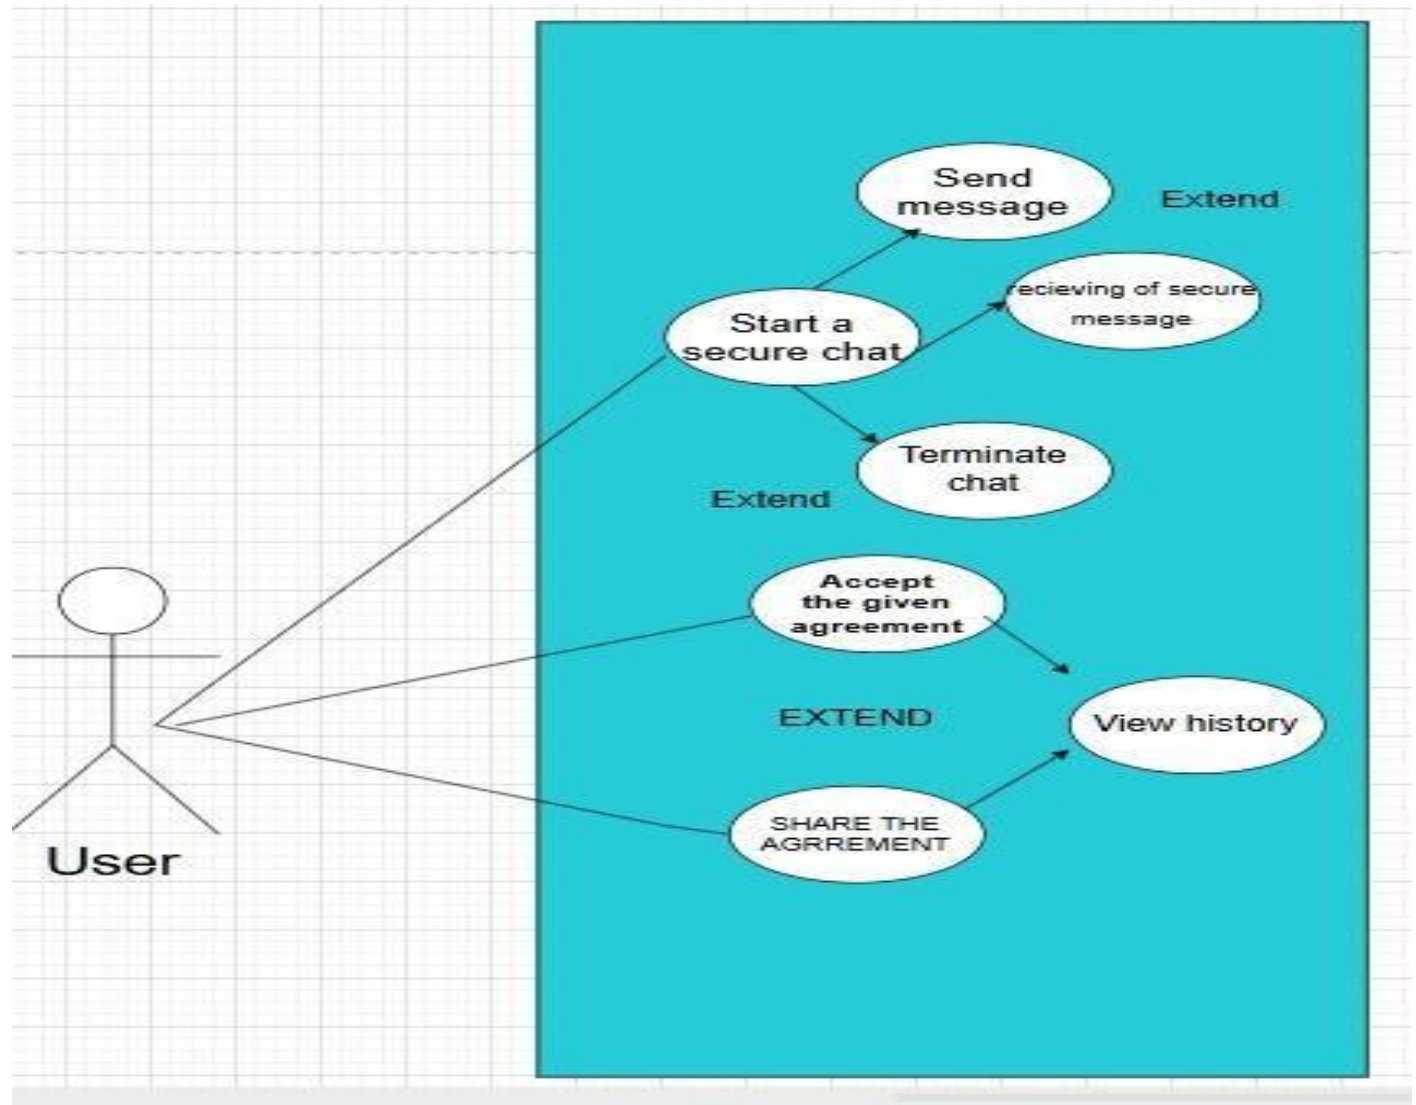 Send
message
Extend
recieving of secure
message
Start a
secure chat
Terminate
chat
Extend
Accept
the given
agreement
EXTEND
View history
SHARE THE
AGRREMENT
User